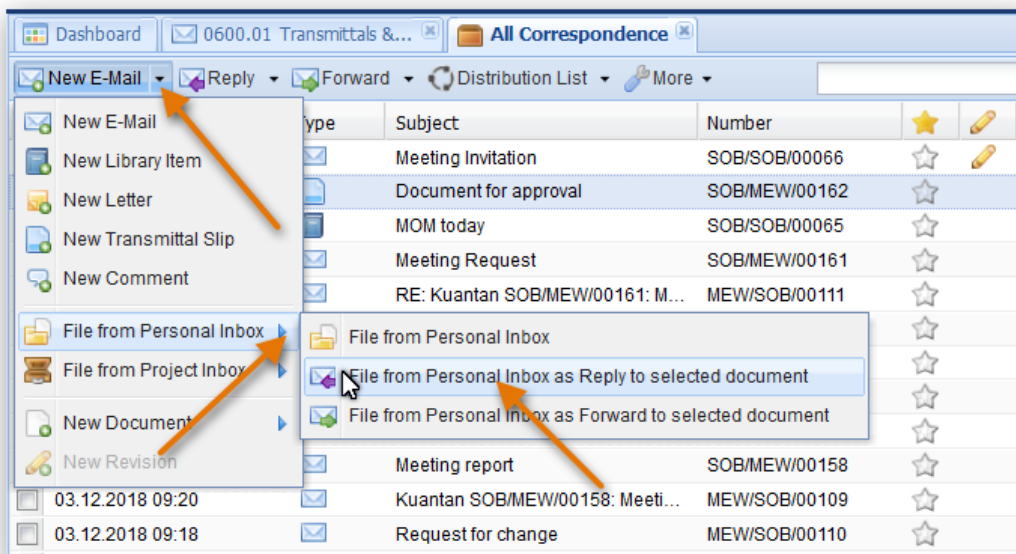 Dashboard 0600.01 Transmittals &... All Correspondence
New E-Mail Reply Forward Distribution List More
Type Subject Number
New E-Mail
Meeting Invitation SOB/SOB/00066
New Library Item
Document for approval SOB/MEW/00162
New Letter
MOM today SOB/SOB/00065
New Transmittal Slip
Meeting Request SOB/MEW/00161
New Comment
RE: Kuantan SOB/MEW/00161: M... MEW/SOB/00111
File from Personal Inbox
File from Personal Inbox
File from Project Inbox
File from Personal Inbox as Reply to selected document
File from Personal Inbox as Forward to selected document
New Document
New Revision
Meeting report SOB/MEW/00158
03.12.2018 09:20 Kuantan SOB/MEW/00158: Meeti... MEW/SOB/00109
03.12.2018 09:18 Request for change MEW/SOB/00110